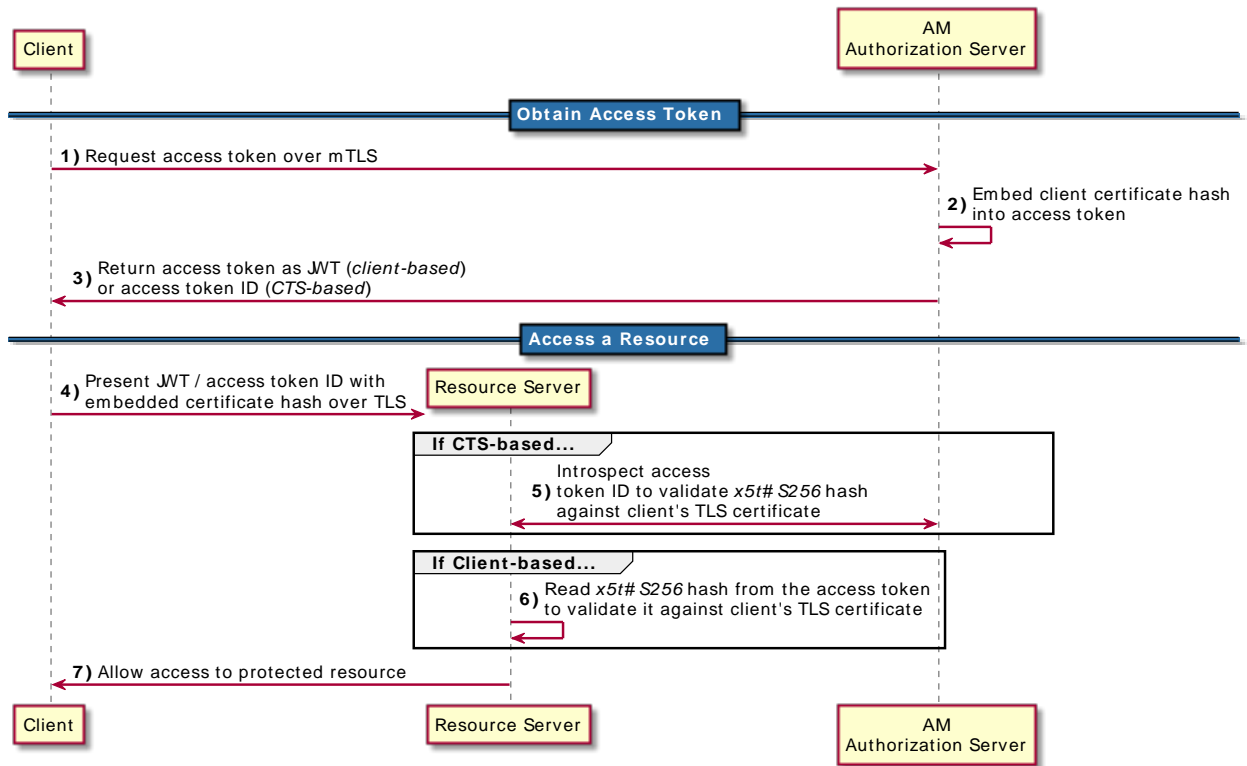 Client
AM
Authorization Server
Obtain Access Token
1) Request access token over mTLS
2) Embed client certificate hash
into access token
3) Return access token as JWT (client-based)
or access token ID (CTS-based)
Access a Resource
4) Present JWT / access token ID with
embedded certificate hash over TLS
Resource Server
If CTS-based...
Introspect access
5) token ID to validate x5t#S256 hash
against client's TLS certificate
If Client-based...
6) Read x5t#S256 hash from the access token
to validate it against client's TLS certificate
7) Allow access to protected resource
Client
Resource Server
AM
Authorization Server